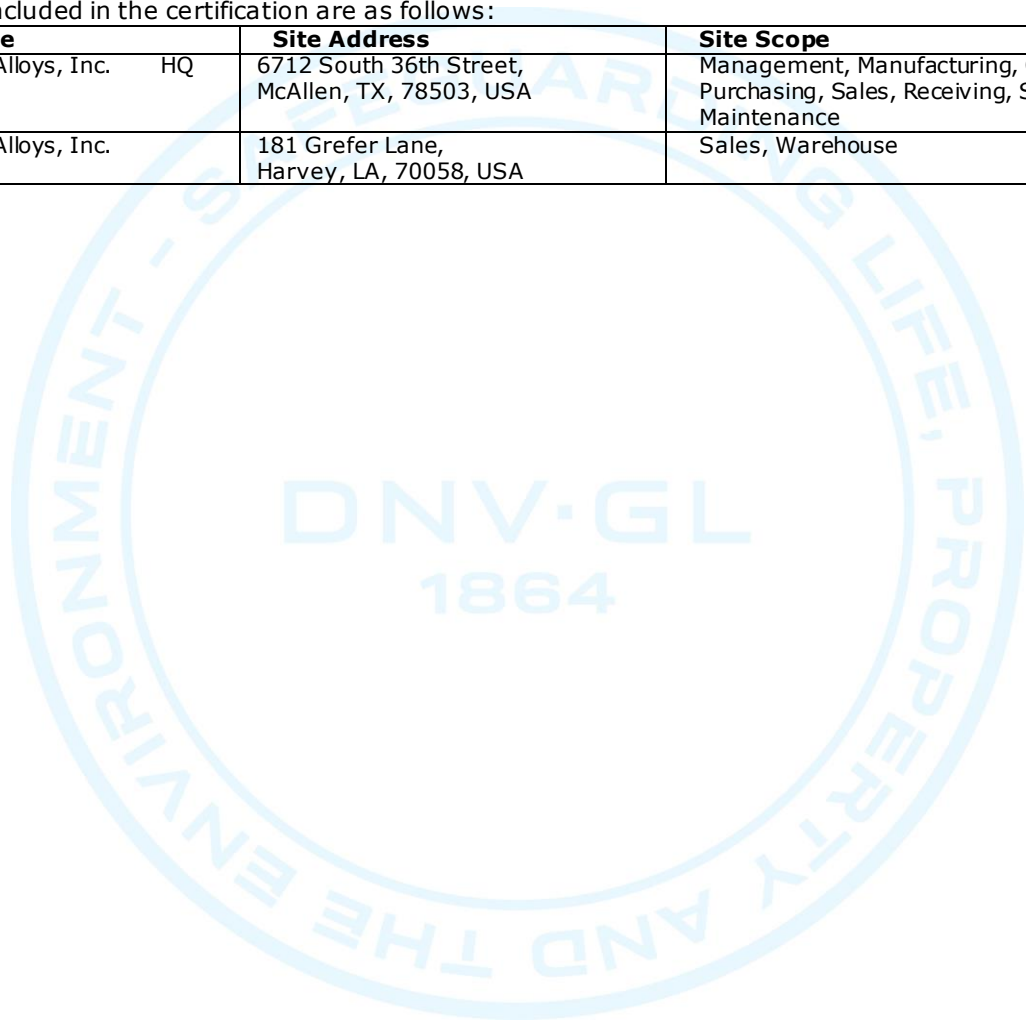 ncluded in the certification are as follows:
e Site Address Site Scope
Alloys, Inc. HQ 6712 South 36th Street, Management, Manufacturing,
McAllen, TX, 78503, USA Purchasing, Sales, Receiving,
Maintenance
Alloys, Inc. 181 Grefer Lane, Sales, Warehouse
Harvey, LA, 70058, USA
SAFEGUARDING LIFE, PROPERTY AND THE ENVIRONMENT -
DNV·GL
1864